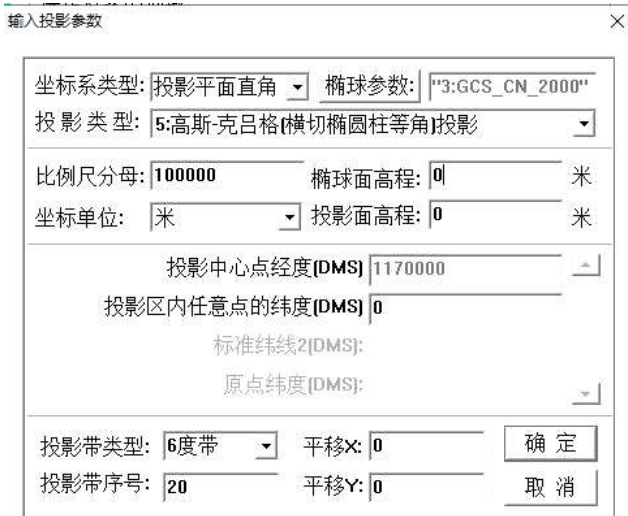 输入投影参数
坐标系类型: 投影平面直角 椭球参数: "3:GCS_CN_2000"
投影类型: 5:高斯-克吕格(横切椭圆柱等角)投影
比例尺分母: 100000 椭球面高程: 0 米
坐标单位: 米 投影面高程: 0 米
投影中心点经度(DMS) 1170000
投影区内任意点的纬度(DMS) 0
标准纬线2(DMS):
原点纬度(DMS):
投影带类型: 6度带 平移X: 0 确定
投影带序号: 20 平移Y: 0 取消